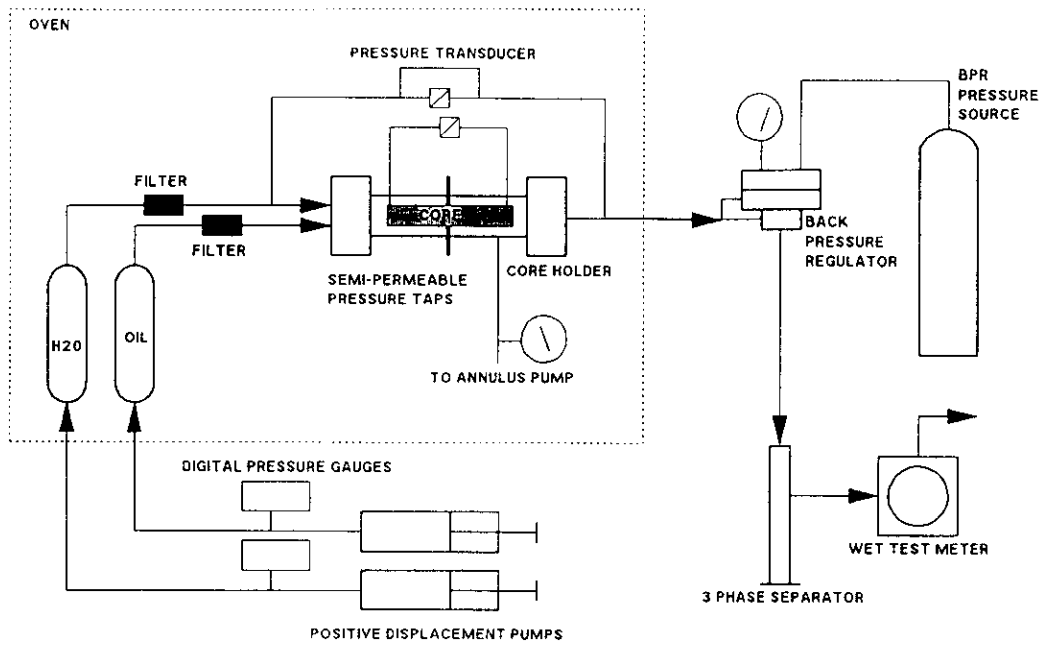 OVEN
PRESSURE TRANSDUCER
BPR
PRESSURE
SOURCE
FILTER
CORE
FILTER
BACK
PRESSURE
REGULATOR
SEMI-PERMEABLE
PRESSURE TAPS
CORE HOLDER
H20
OIL
TO ANNULUS PUMP
DIGITAL PRESSURE GAUGES
WET TEST METER
3 PHASE SEPARATOR
POSITIVE DISPLACEMENT PUMPS